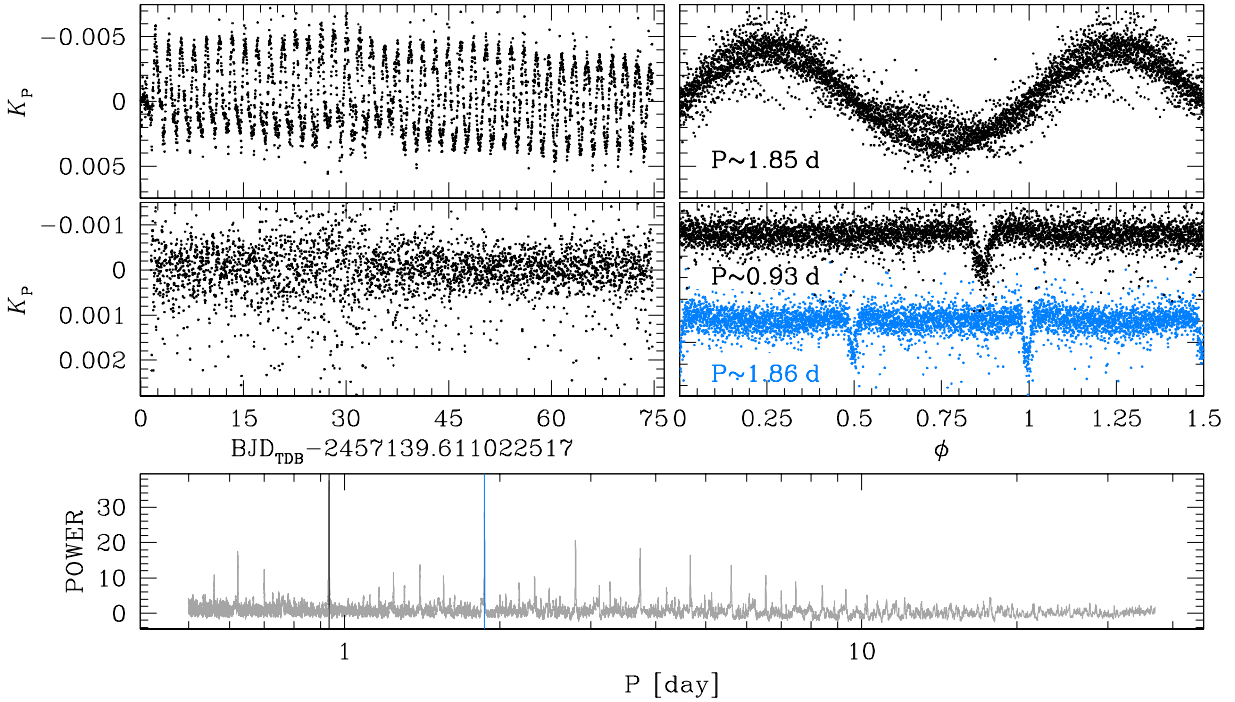 −0.005
0
0.005
K_P
P~1.85 d
−0.001
0
0.001
0.002
K_P
P~0.93 d
P~1.86 d
0 15 30 45 60 75
0 0.25 0.5 0.75 1 1.25 1.5
BJD_TDB−2457139.611022517
ϕ
30
20
10
0
POWER
1 10
P [day]